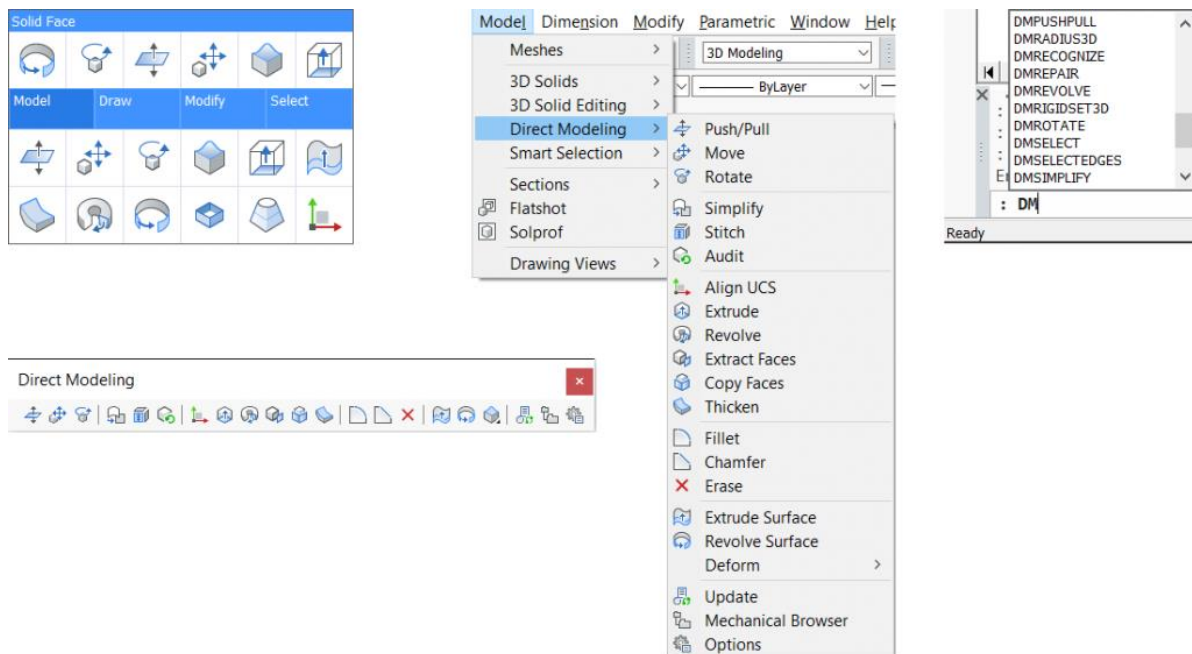 Solid Face
Model Draw Modify Select
Model Dimension Modify Parametric Window Help
3D Modeling
ByLayer
Meshes
3D Solids
3D Solid Editing
Direct Modeling
Smart Selection
Sections
Flatshot
Solprof
Drawing Views
Push/Pull
Move
Rotate
Simplify
Stitch
Audit
Align UCS
Extrude
Revolve
Extract Faces
Copy Faces
Thicken
Fillet
Chamfer
Erase
Extrude Surface
Revolve Surface
Deform
Update
Mechanical Browser
Options
DMPUSHPULL
DMRADIUS3D
DMRECOGNIZE
DMREPAIR
DMREVOLVE
DMRIGIDSET3D
DMROTATE
DMSELECT
DMSELECTEDGES
DMSIMPLIFY
: DM
Ready
Direct Modeling